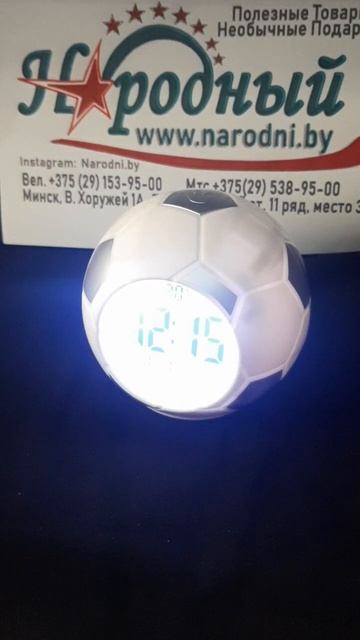 Полезные Товар
Необычные Подар
Народный
www.narodni.by
Instagram: Narodni.by
Вел. +375 (29) 153-95-00 Мтс +375(29) 538-95-00
Минск, В. Хоружей 1А 11 ряд, место 3
12:15